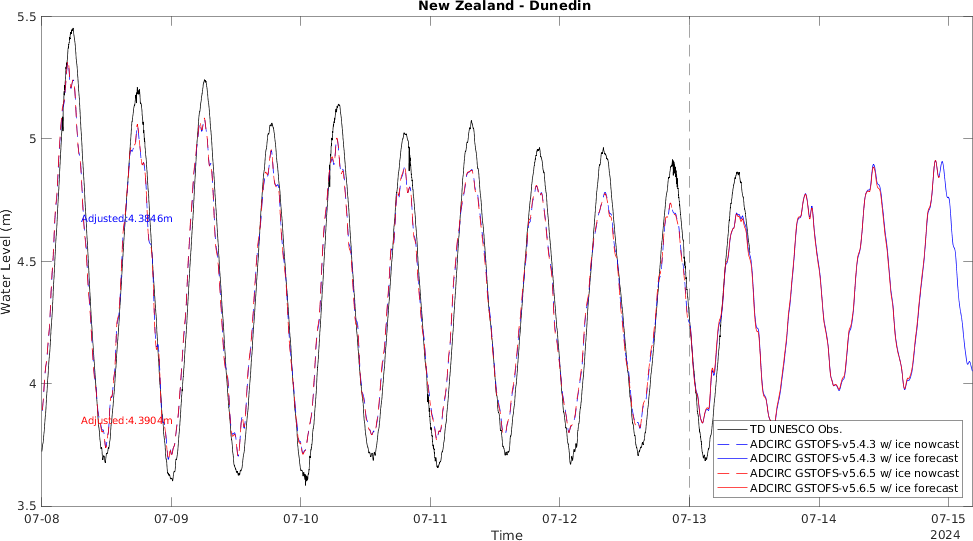 New Zealand - Dunedin
5.5
5
4.5
4
3.5
Water Level (m)
Adjusted:4.3846m
Adjusted:4.3904m
TD UNESCO Obs.
ADCIRC GSTOFS-v5.4.3 w/ ice nowcast
ADCIRC GSTOFS-v5.4.3 w/ ice forecast
ADCIRC GSTOFS-v5.6.5 w/ ice nowcast
ADCIRC GSTOFS-v5.6.5 w/ ice forecast
07-08 07-09 07-10 07-11 07-12 07-13 07-14 07-15
2024
Time